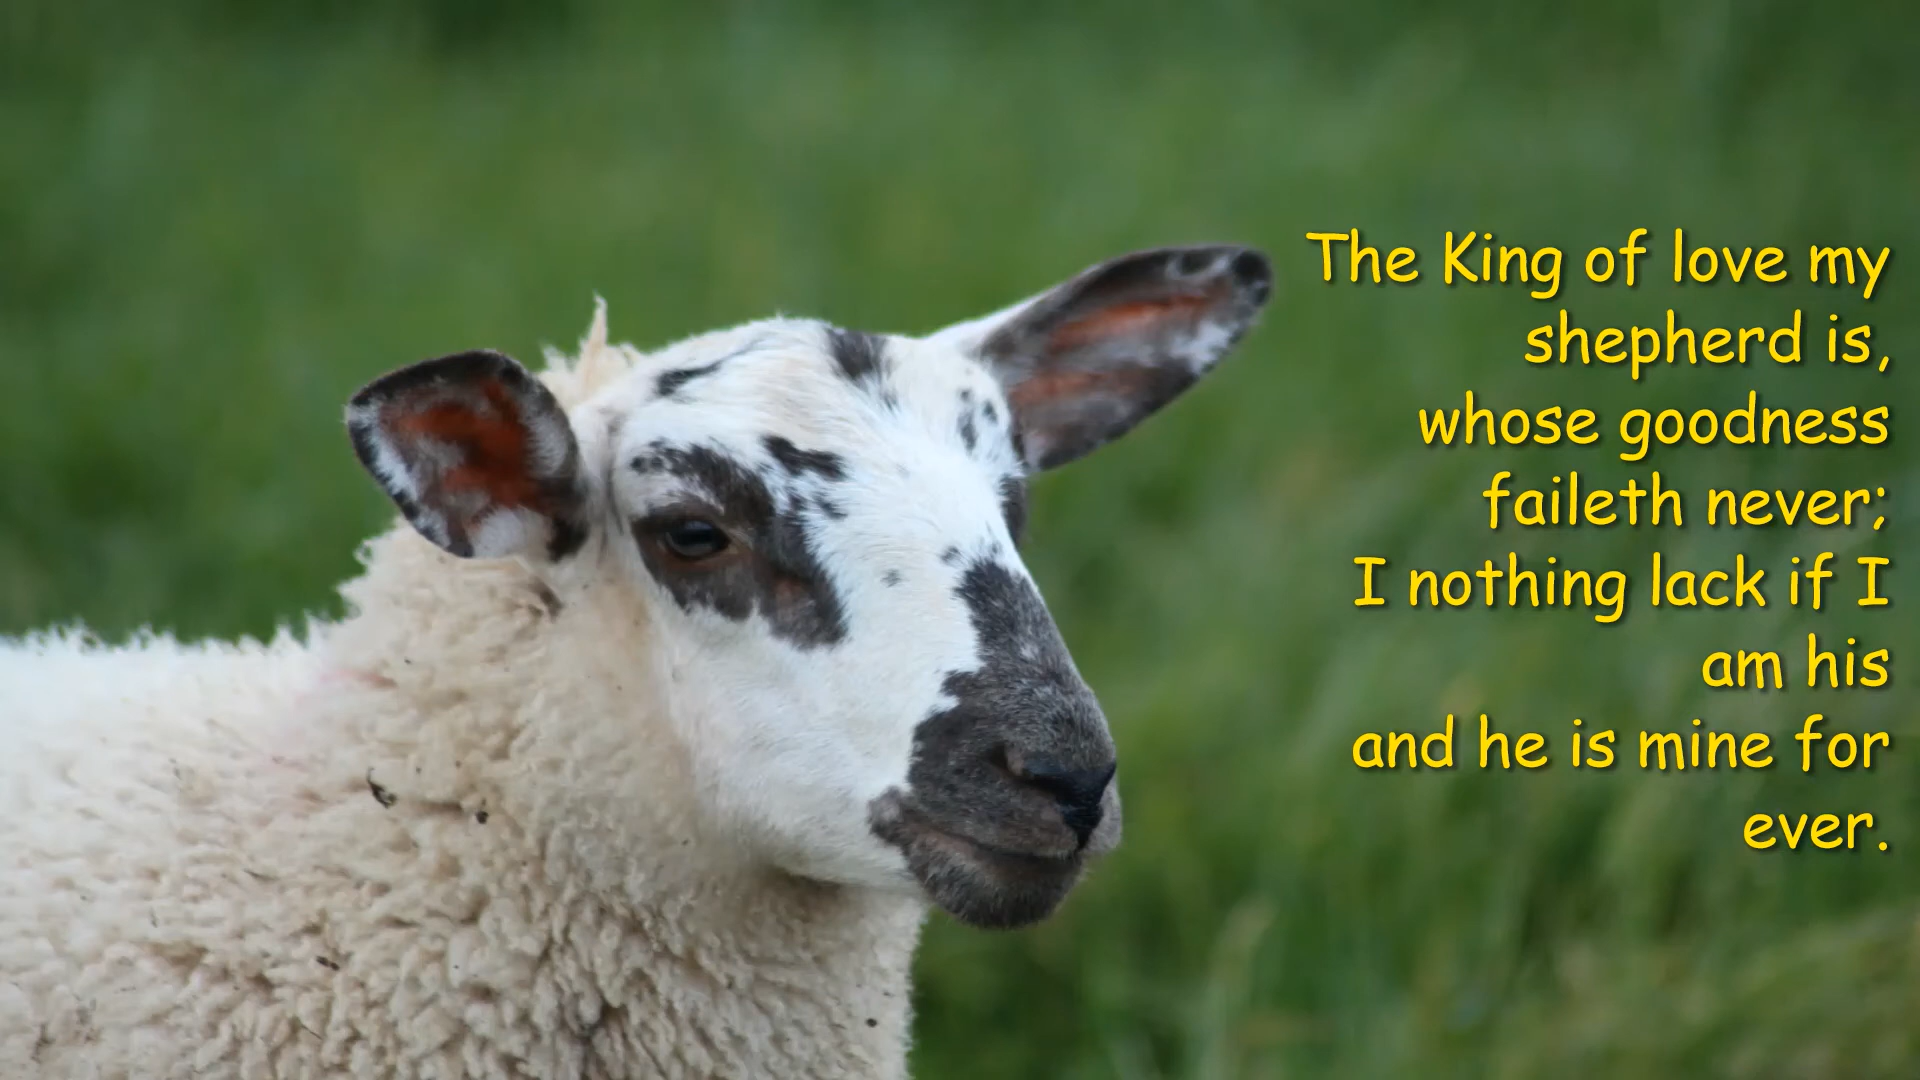 The King of love my
shepherd is,
whose goodness
faileth never;
I nothing lack if I
am his
and he is mine for
ever.